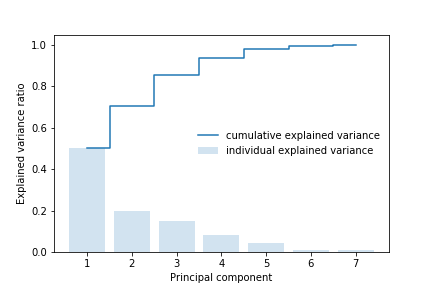 1.0
0.8
0.6
0.4
0.2
0.0
Explained variance ratio
cumulative explained variance
individual explained variance
1 2 3 4 5 6 7
Principal component